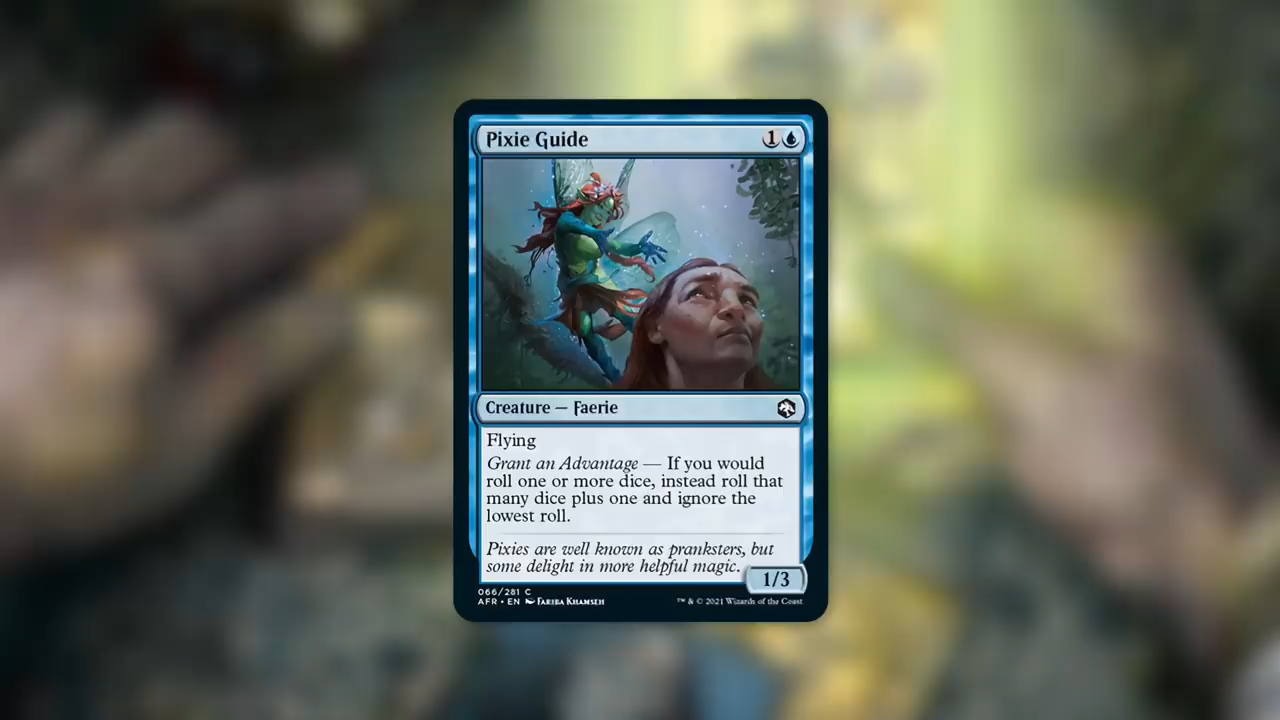 Pixie Guide
1
Creature — Faerie
Flying
Grant an Advantage — If you would
roll one or more dice, instead roll that
many dice plus one and ignore the
lowest roll.
Pixies are well known as pranksters, but
some delight in more helpful magic.
1/3
066/281 C
AFR • EN Fariba Khamseh
™ & © 2021 Wizards of the Coast